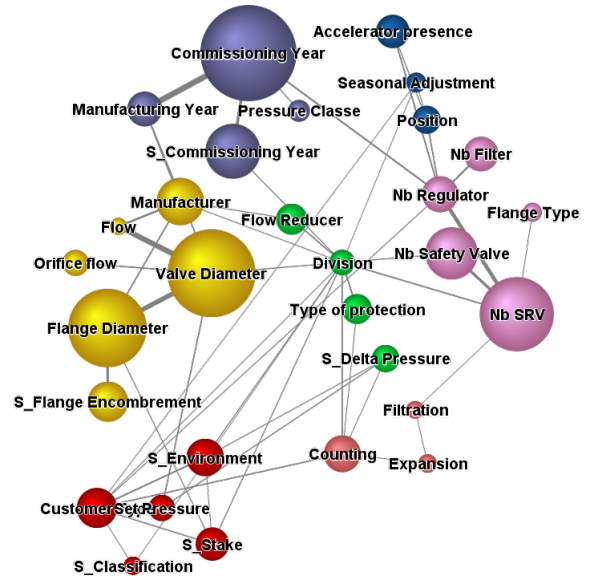 Accelerator presence
Commissioning Year
Seasonal Adjustment
Manufacturing Year
Pressure Classe
Position
S_Commissioning Year
Nb Filter
Manufacturer
Nb Regulator
Flow
Flow Reducer
Flange Type
Orifice flow
Valve Diameter
Division
Nb Safety Valve
Type of protection
Nb SRV
Flange Diameter
S_Delta Pressure
S_Flange Encombrement
Filtration
S_Environment
Counting
Expansion
Customer
Set Pressure
S_Stake
S_Classification